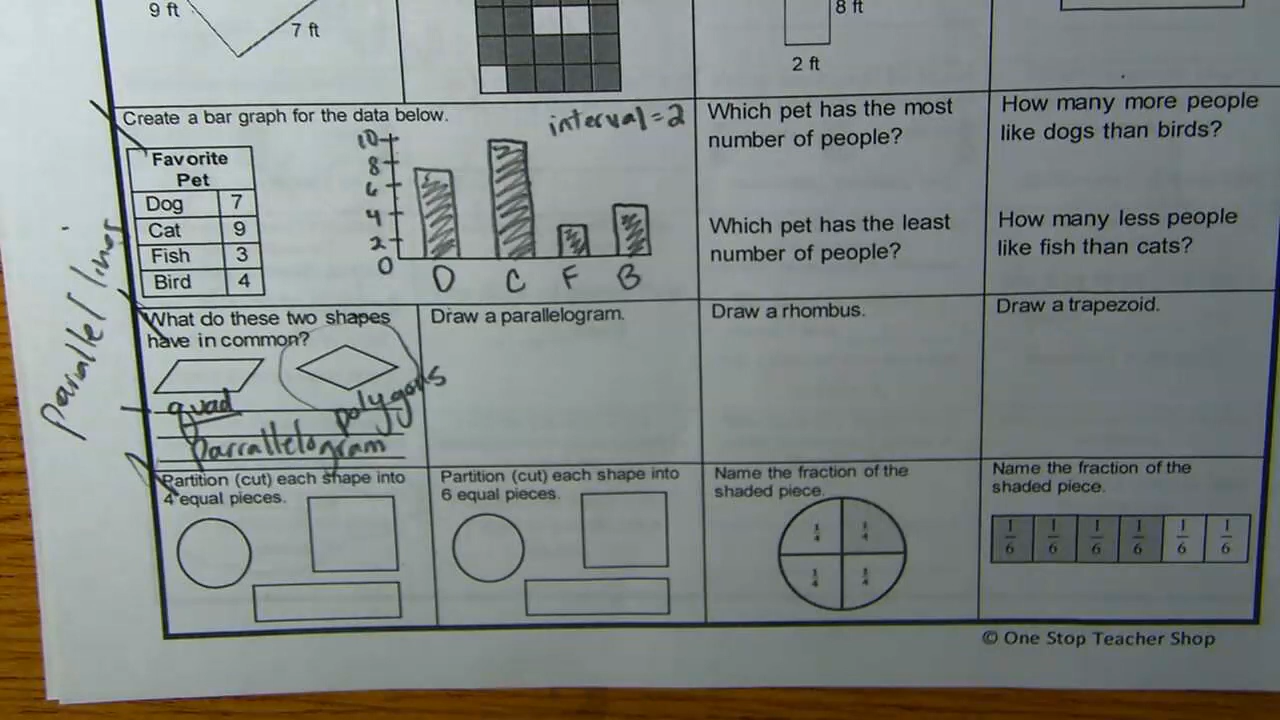 9 ft
7 ft
8 ft
2 ft
Create a bar graph for the data below.
Favorite
Pet
Dog 7
Cat 9
Fish 3
Bird 4
interval=2
10
8
6
4
2
0
D C F B
Which pet has the most
number of people?
Which pet has the least
number of people?
How many more people
like dogs than birds?
How many less people
like fish than cats?
parallel lines
What do these two shapes
have in common?
quad
polygons
parrallelogram
Draw a parallelogram.
Draw a rhombus.
Draw a trapezoid.
Partition (cut) each shape into
4 equal pieces.
Partition (cut) each shape into
6 equal pieces.
Name the fraction of the
shaded piece.
1/4 1/4
1/4 1/4
Name the fraction of the
shaded piece.
1/6 1/6 1/6 1/6 1/6 1/6
© One Stop Teacher Shop